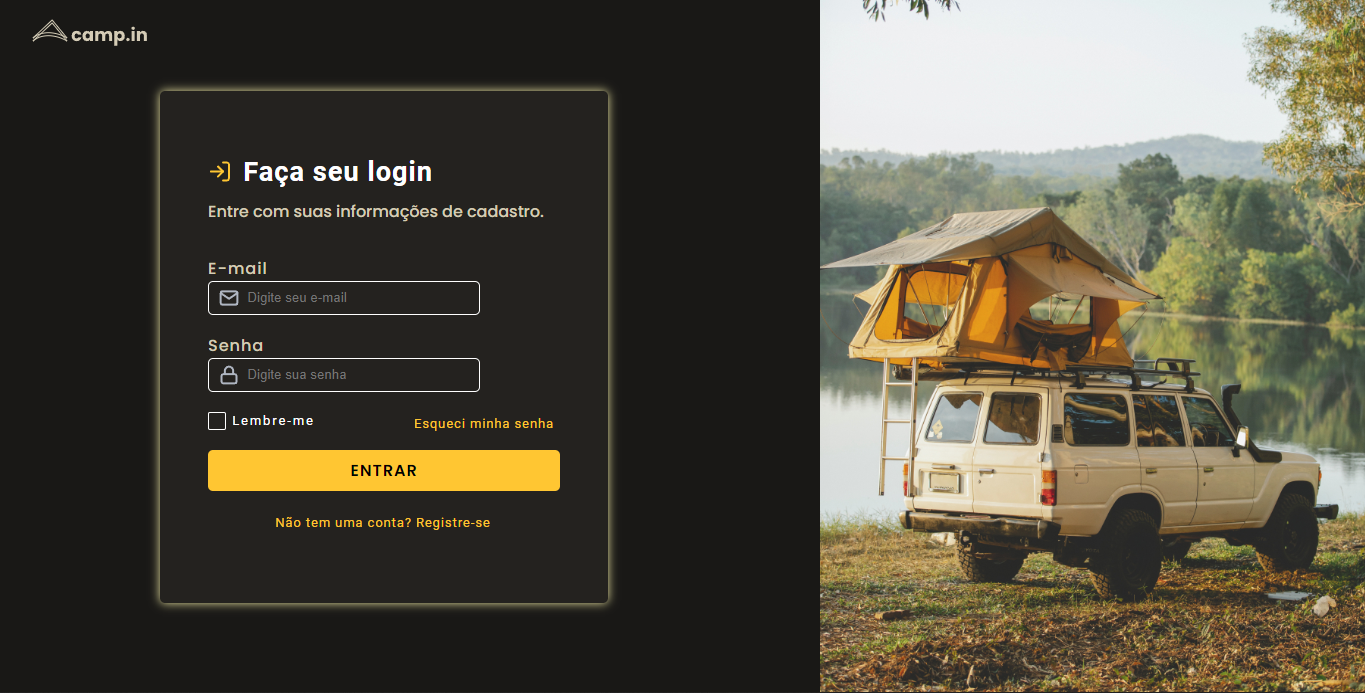 camp.in
Faça seu login
Entre com suas informações de cadastro.
E-mail
Digite seu e-mail
Senha
Digite sua senha
Lembre-me
Esqueci minha senha
ENTRAR
Não tem uma conta? Registre-se